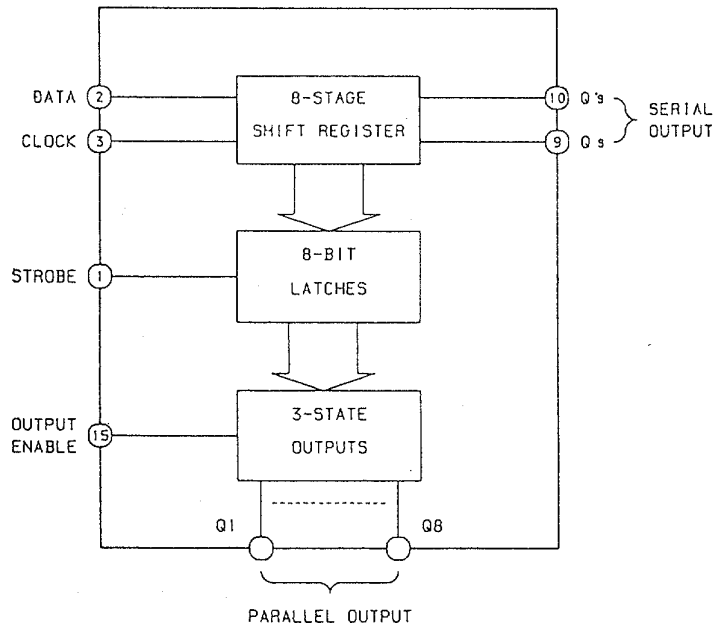 DATA 2
8-STAGE
SHIFT REGISTER
10 Q's
CLOCK 3
9 Qs
SERIAL
OUTPUT
STROBE 1
8-BIT
LATCHES
OUTPUT
ENABLE 15
3-STATE
OUTPUTS
Q1
Q8
PARALLEL OUTPUT